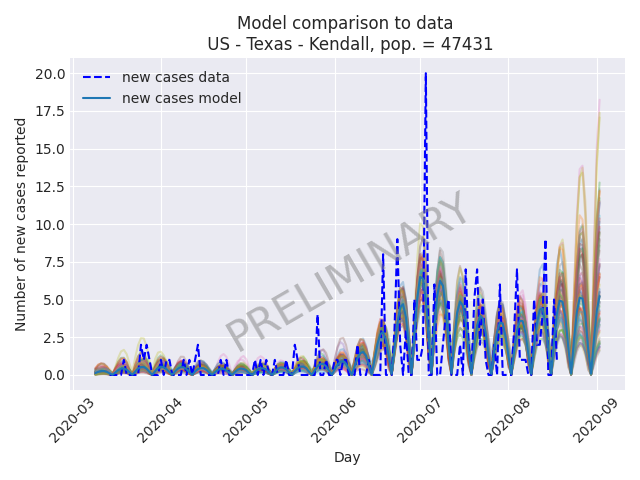 Model comparison to data
US - Texas - Kendall, pop. = 47431
new cases data
new cases model
Number of new cases reported
20.0
17.5
15.0
12.5
10.0
7.5
5.0
2.5
0.0
PRELIMINARY
2020-03
2020-04
2020-05
2020-06
2020-07
2020-08
2020-09
Day